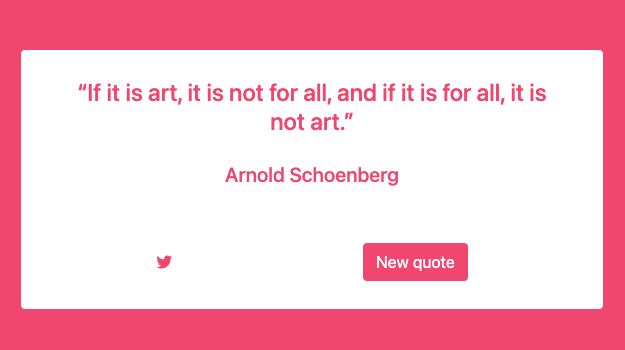 “If it is art, it is not for all, and if it is for all, it is
not art.”
Arnold Schoenberg
New quote